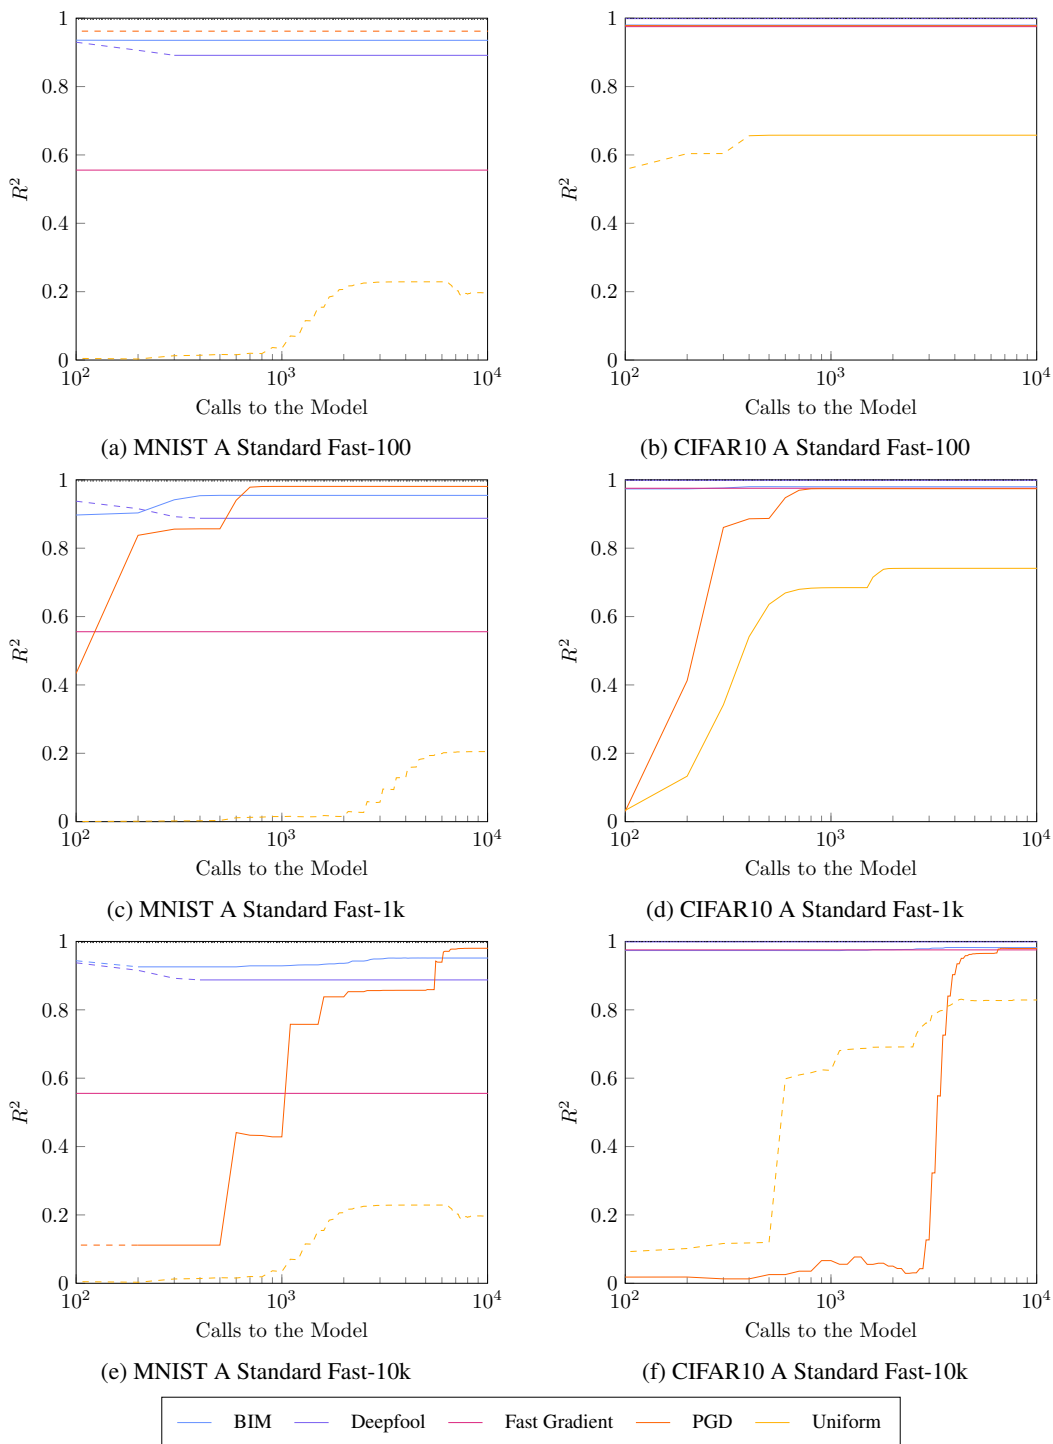 1
0.8
0.6
0.4
0.2
0
R²
10² 10³ 10⁴
Calls to the Model
(a) MNIST A Standard Fast-100
1
0.8
0.6
0.4
0.2
0
R²
10² 10³ 10⁴
Calls to the Model
(b) CIFAR10 A Standard Fast-100
1
0.8
0.6
0.4
0.2
0
R²
10² 10³ 10⁴
Calls to the Model
(c) MNIST A Standard Fast-1k
1
0.8
0.6
0.4
0.2
0
R²
10² 10³ 10⁴
Calls to the Model
(d) CIFAR10 A Standard Fast-1k
1
0.8
0.6
0.4
0.2
0
R²
10² 10³ 10⁴
Calls to the Model
(e) MNIST A Standard Fast-10k
1
0.8
0.6
0.4
0.2
0
R²
10² 10³ 10⁴
Calls to the Model
(f) CIFAR10 A Standard Fast-10k
BIM Deepfool Fast Gradient PGD Uniform